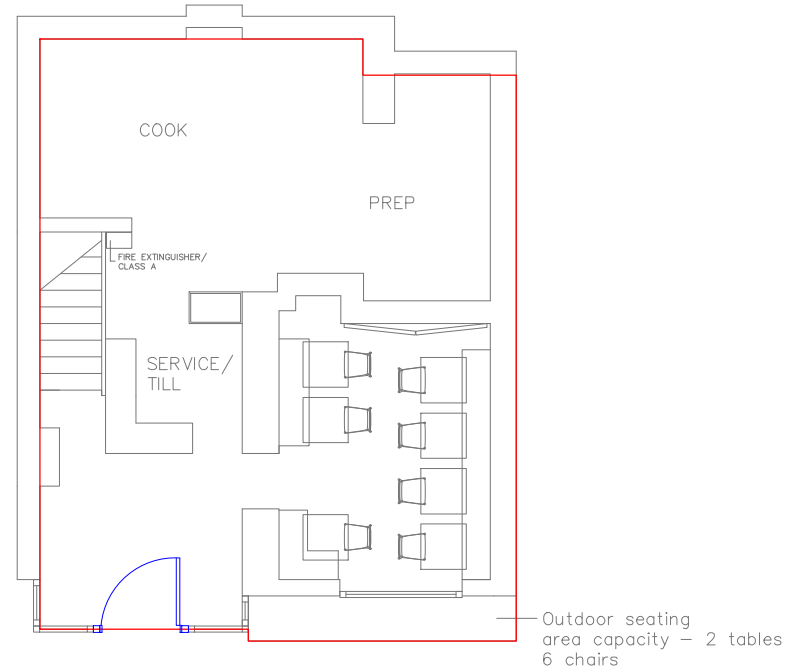 COOK
PREP
FIRE EXTINGUISHER/
CLASS A
SERVICE/
TILL
Outdoor seating
area capacity – 2 tables
6 chairs